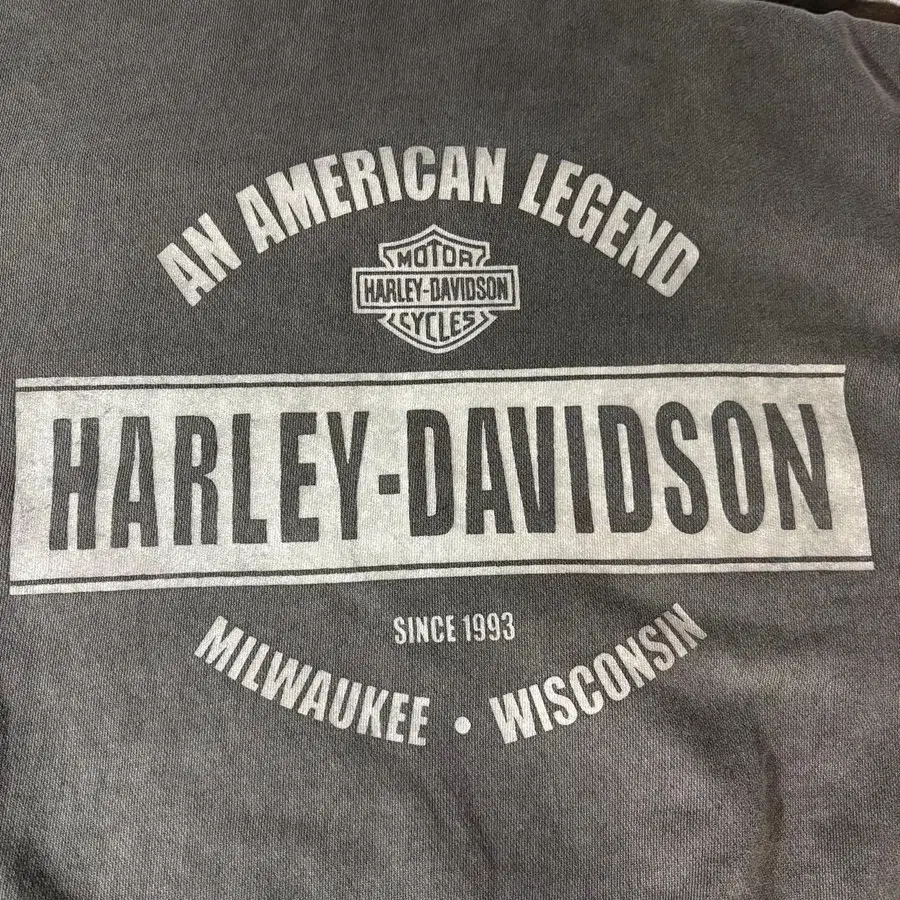 AN AMERICAN LEGEND
MOTOR
HARLEY-DAVIDSON
CYCLES
HARLEY-DAVIDSON
SINCE 1993
MILWAUKEE • WISCONSIN